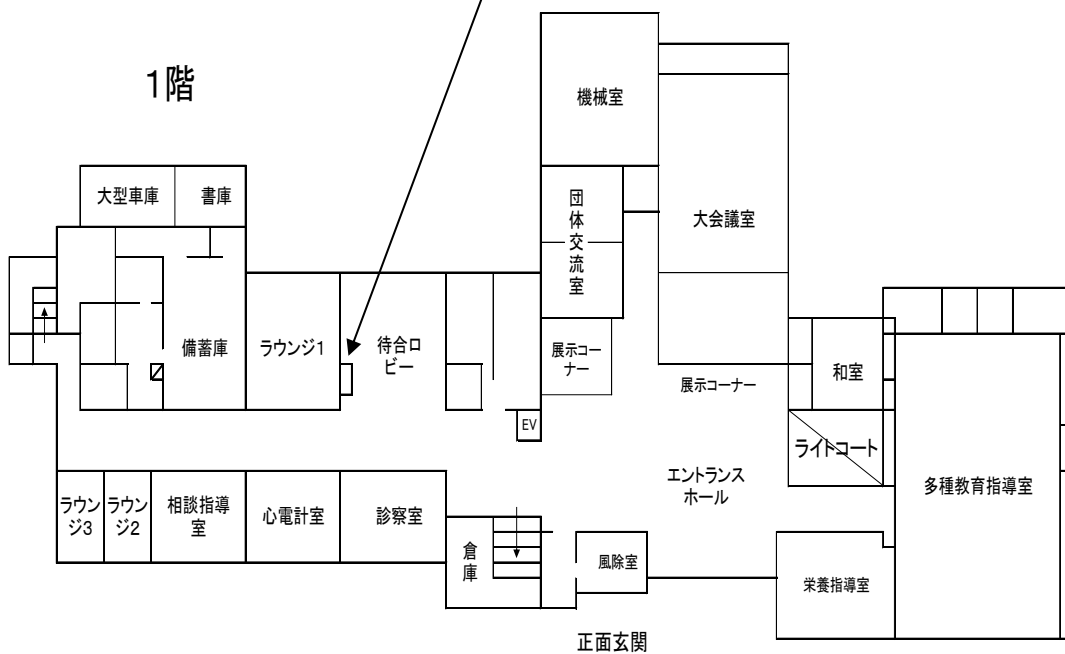 1階
機械室
大型車庫
書庫
団体交流室
大会議室
備蓄庫
ラウンジ1
待合ロ
ビー
展示コー
ナー
展示コーナー
和室
EV
ライトコート
エントランス
ホール
多種教育指導室
ラウン
ジ3
ラウン
ジ2
相談指導
室
心電計室
診察室
倉庫
風除室
栄養指導室
正面玄関